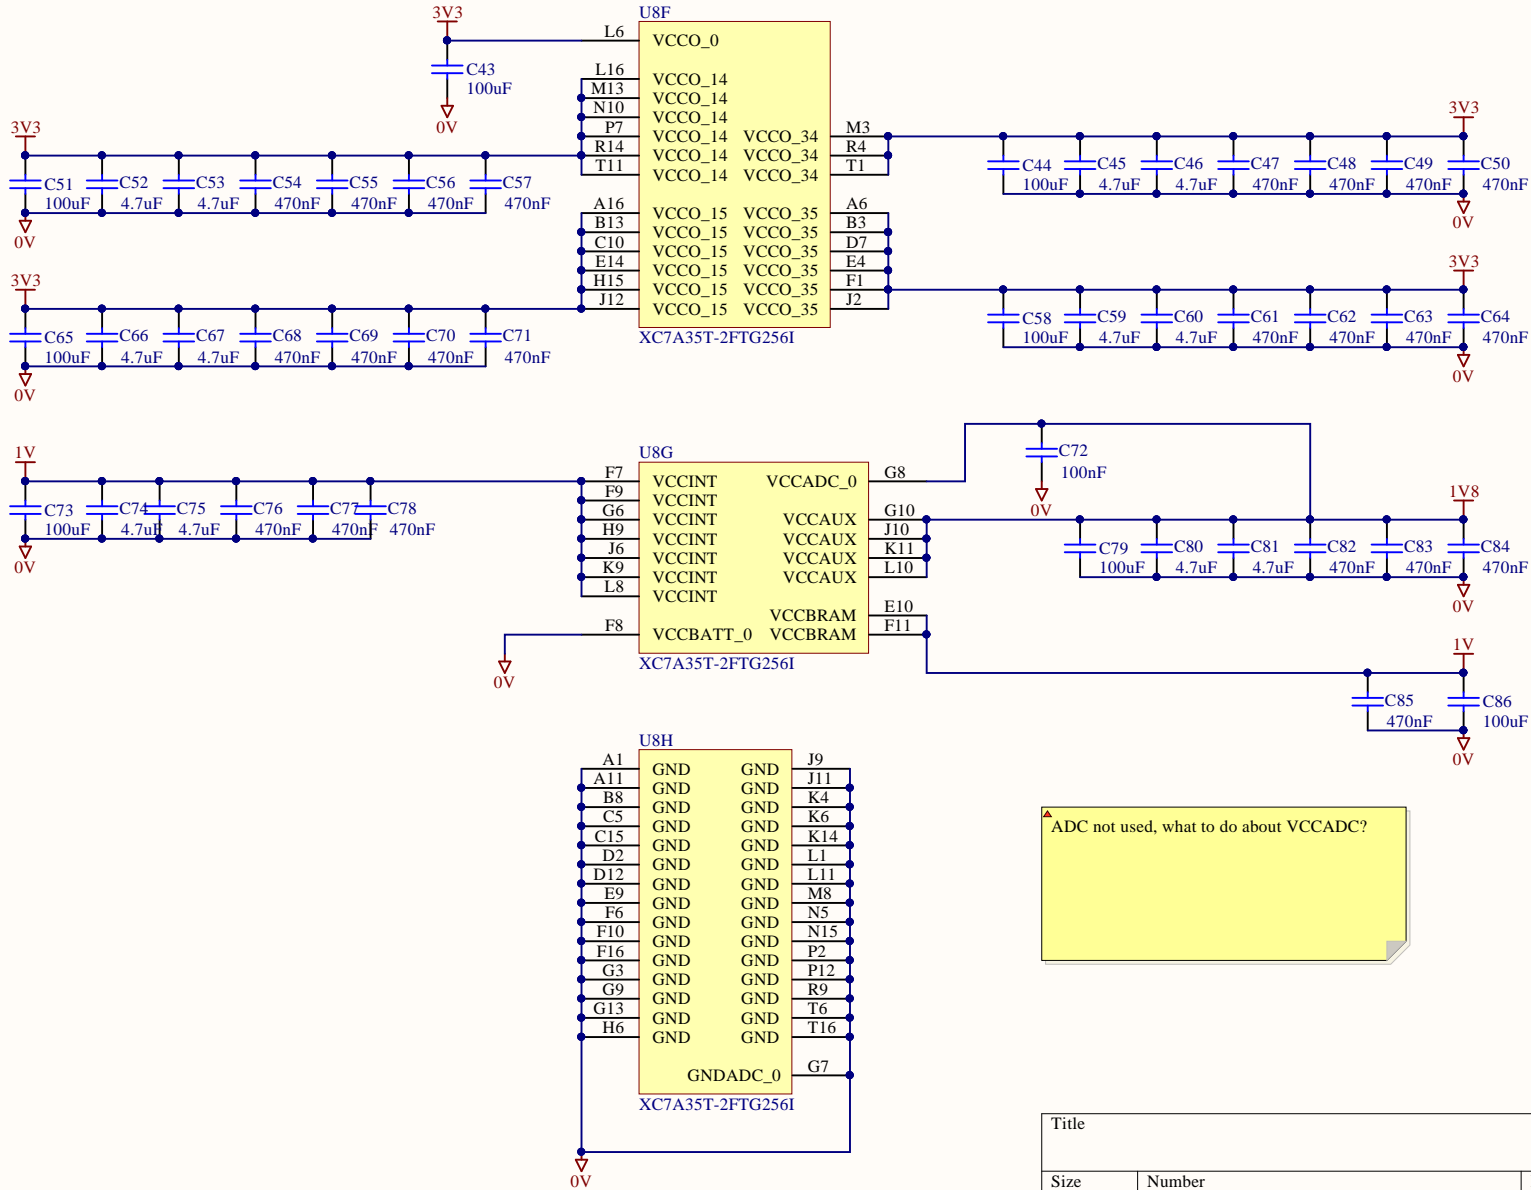 3V3
C43
100uF
0V
U8F
L6 VCCO_0
L16 VCCO_14
M13 VCCO_14
N10 VCCO_14
P7 VCCO_14
R14 VCCO_14
T11 VCCO_14
A16 VCCO_15
B13 VCCO_15
C10 VCCO_15
E14 VCCO_15
H15 VCCO_15
J12 VCCO_15
VCCO_34 M3
VCCO_34 R4
VCCO_34 T1
VCCO_35 A6
VCCO_35 B3
VCCO_35 D7
VCCO_35 E4
VCCO_35 F1
VCCO_35 J2
XC7A35T-2FTG256I
3V3
C51 C52 C53 C54 C55 C56 C57
100uF 4.7uF 4.7uF 470nF 470nF 470nF 470nF
0V
3V3
C44 C45 C46 C47 C48 C49 C50
100uF 4.7uF 4.7uF 470nF 470nF 470nF 470nF
0V
3V3
C65 C66 C67 C68 C69 C70 C71
100uF 4.7uF 4.7uF 470nF 470nF 470nF 470nF
0V
3V3
C58 C59 C60 C61 C62 C63 C64
100uF 4.7uF 4.7uF 470nF 470nF 470nF 470nF
0V
1V
C73 C74 C75 C76 C77 C78
100uF 4.7uF 4.7uF 470nF 470nF 470nF
0V
U8G
F7 VCCINT
F9 VCCINT
G6 VCCINT
H9 VCCINT
J6 VCCINT
K9 VCCINT
L8 VCCINT
F8 VCCBATT_0
0V
VCCADC_0 G8
VCCAUX G10
VCCAUX J10
VCCAUX K11
VCCAUX L10
VCCBRAM E10
VCCBRAM F11
XC7A35T-2FTG256I
C72
100nF
0V
1V8
C79 C80 C81 C82 C83 C84
100uF 4.7uF 4.7uF 470nF 470nF 470nF
0V
1V
C85 C86
470nF 100uF
0V
U8H
A1 GND GND J9
A11 GND GND J11
B8 GND GND K4
C5 GND GND K6
C15 GND GND K14
D2 GND GND L1
D12 GND GND L11
E9 GND GND M8
F6 GND GND N5
F10 GND GND N15
F16 GND GND P2
G3 GND GND P12
G9 GND GND R9
G13 GND GND T6
H6 GND GND T16
GNDADC_0 G7
XC7A35T-2FTG256I
0V
ADC not used, what to do about VCCADC?
Title
Size Number